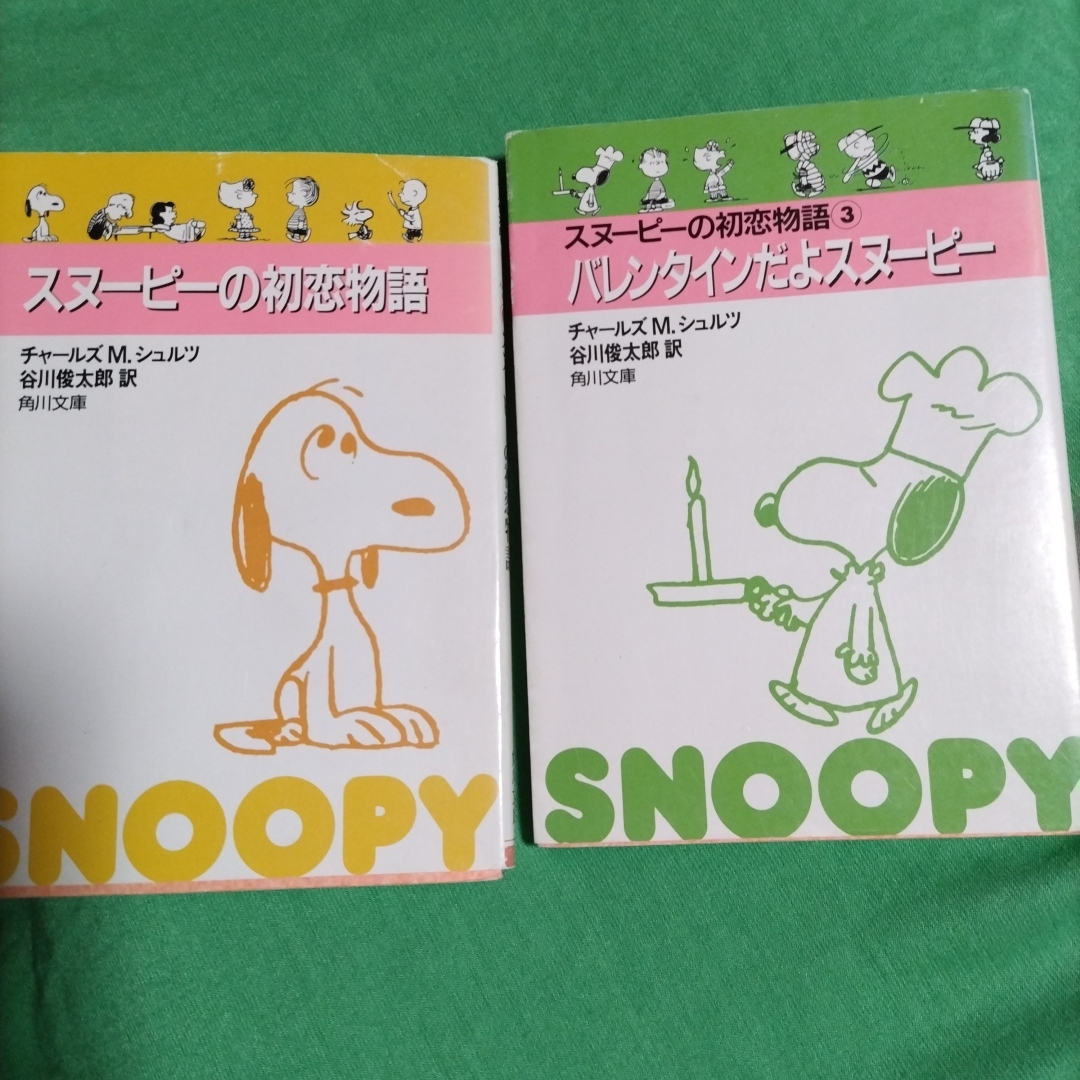 スヌーピーの初恋物語
チャールズ M. シュルツ
谷川俊太郎 訳
角川文庫
SNOOPY
スヌーピーの初恋物語③
バレンタインだよスヌーピー
チャールズ M. シュルツ
谷川俊太郎 訳
角川文庫
SNOOPY